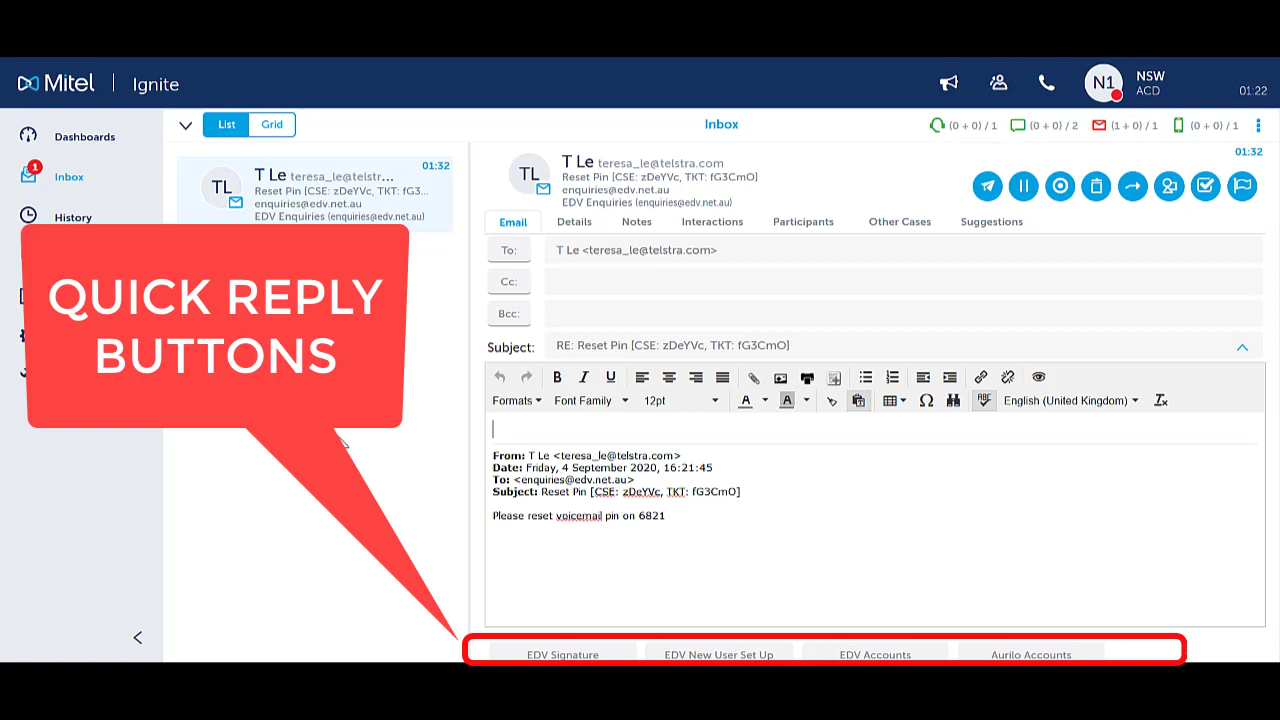 Mitel | Ignite
N1
NSW
ACD
01:22
Dashboards
1
Inbox
History
List
Grid
Inbox
(0 + 0) / 1
(0 + 0) / 2
(1 + 0) / 1
(0 + 0) / 1
TL
T Le teresa_le@telstr...
01:32
Reset Pin [CSE: zDeYVc, TKT: fG3...
enquiries@edv.net.au
EDV Enquiries (enquiries@edv.net.au)
TL
T Le teresa_le@telstra.com
01:32
Reset Pin [CSE: zDeYVc, TKT: fG3CmO]
enquiries@edv.net.au
EDV Enquiries (enquiries@edv.net.au)
Email
Details
Notes
Interactions
Participants
Other Cases
Suggestions
To:
T Le <teresa_le@telstra.com>
Cc:
Bcc:
Subject:
RE: Reset Pin [CSE: zDeYVc, TKT: fG3CmO]
B I U
Formats
Font Family
12pt
A
A
Ω
ABC
English (United Kingdom)
Tx
From: T Le <teresa_le@telstra.com>
Date: Friday, 4 September 2020, 16:21:45
To: <enquiries@edv.net.au>
Subject: Reset Pin [CSE: zDeYVc, TKT: fG3CmO]
Please reset voicemail pin on 6821
QUICK REPLY
BUTTONS
EDV Signature
EDV New User Set Up
EDV Accounts
Aurilo Accounts